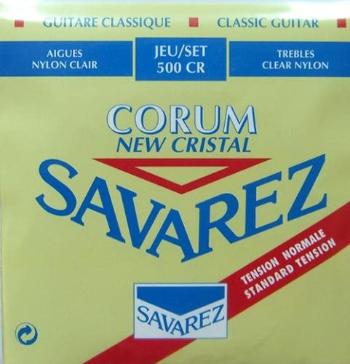 GUITARE CLASSIQUE
CLASSIC GUITAR
AIGUES
NYLON CLAIR
JEU/SET
500 CR
TREBLES
CLEAR NYLON
CORUM
NEW CRISTAL
SAVAREZ
TENSION NORMALE
STANDARD TENSION
SAVAREZ